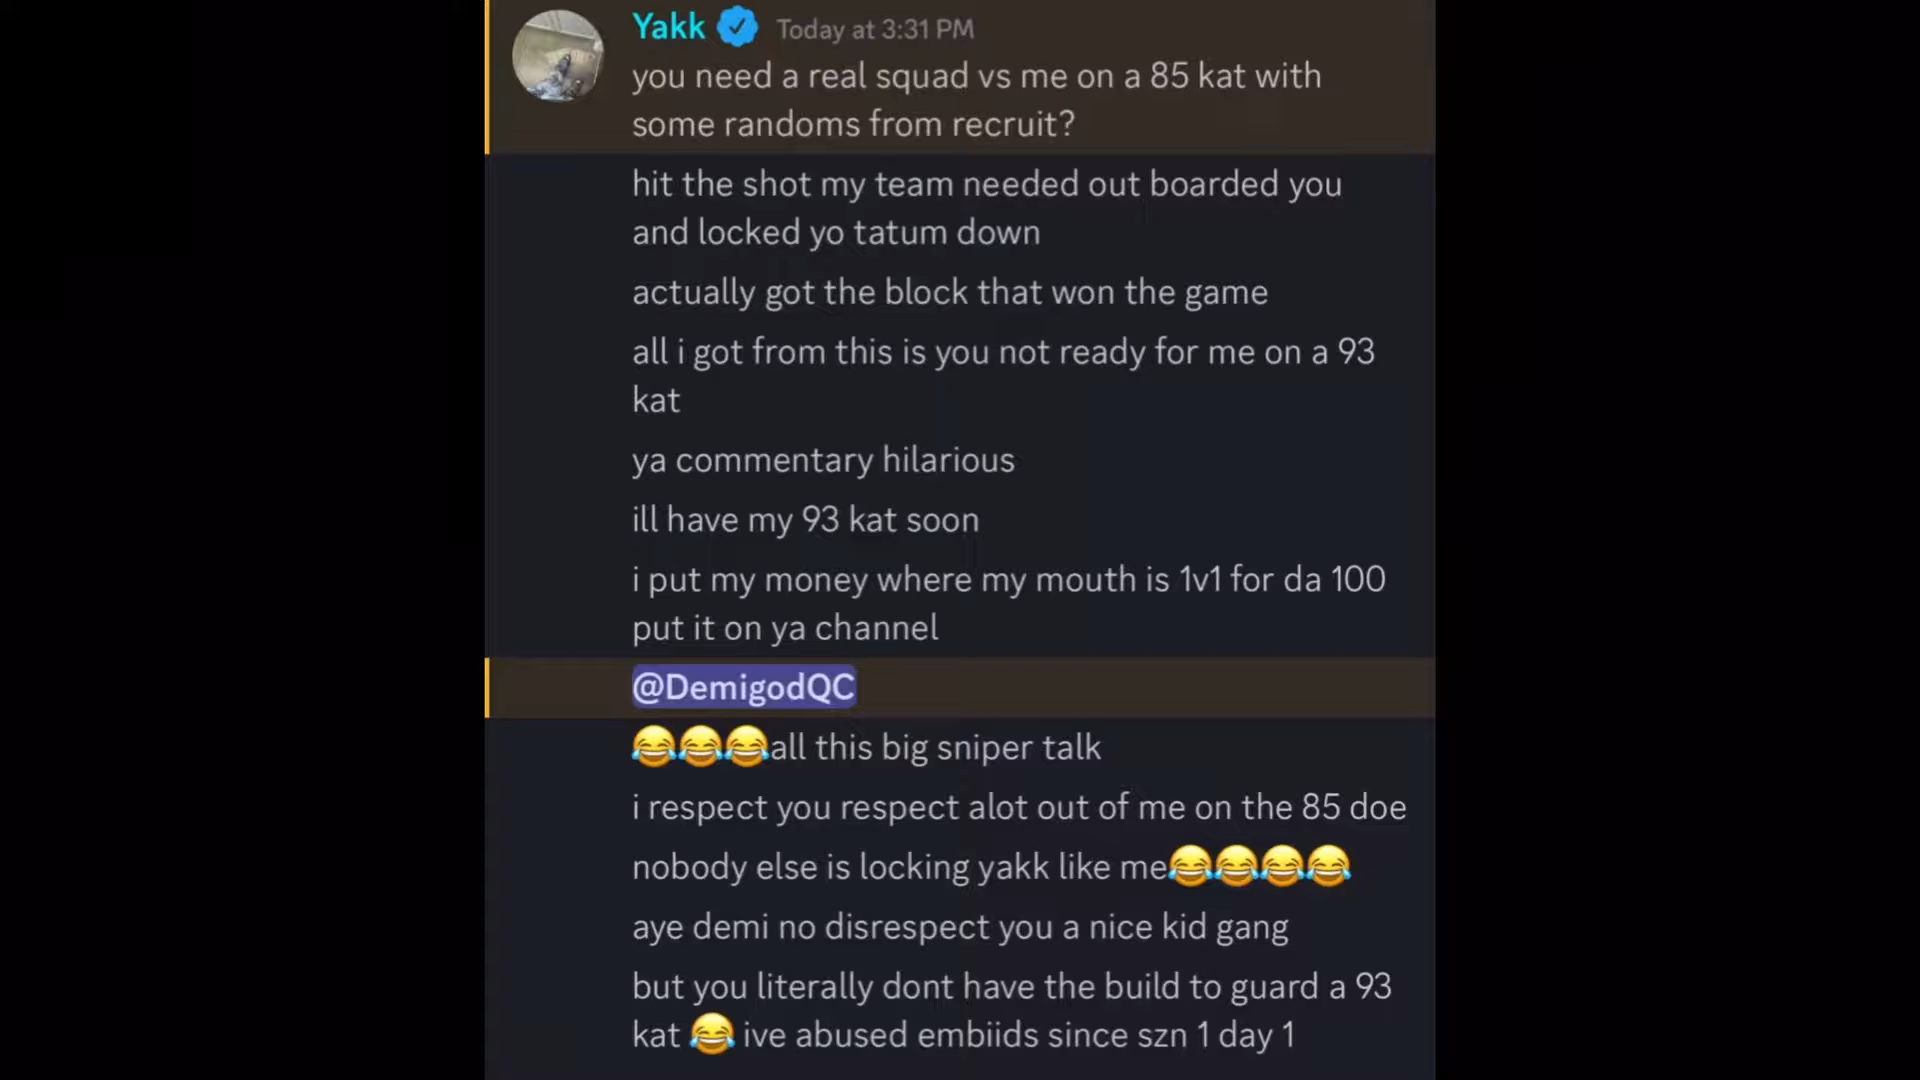 Yakk Today at 3:31 PM
you need a real squad vs me on a 85 kat with
some randoms from recruit?
hit the shot my team needed out boarded you
and locked yo tatum down
actually got the block that won the game
all i got from this is you not ready for me on a 93
kat
ya commentary hilarious
ill have my 93 kat soon
i put my money where my mouth is 1v1 for da 100
put it on ya channel
@DemigodQC
😂😂😂all this big sniper talk
i respect you respect alot out of me on the 85 doe
nobody else is locking yakk like me😂😂😂😂
aye demi no disrespect you a nice kid gang
but you literally dont have the build to guard a 93
kat 😂 ive abused embiids since szn 1 day 1